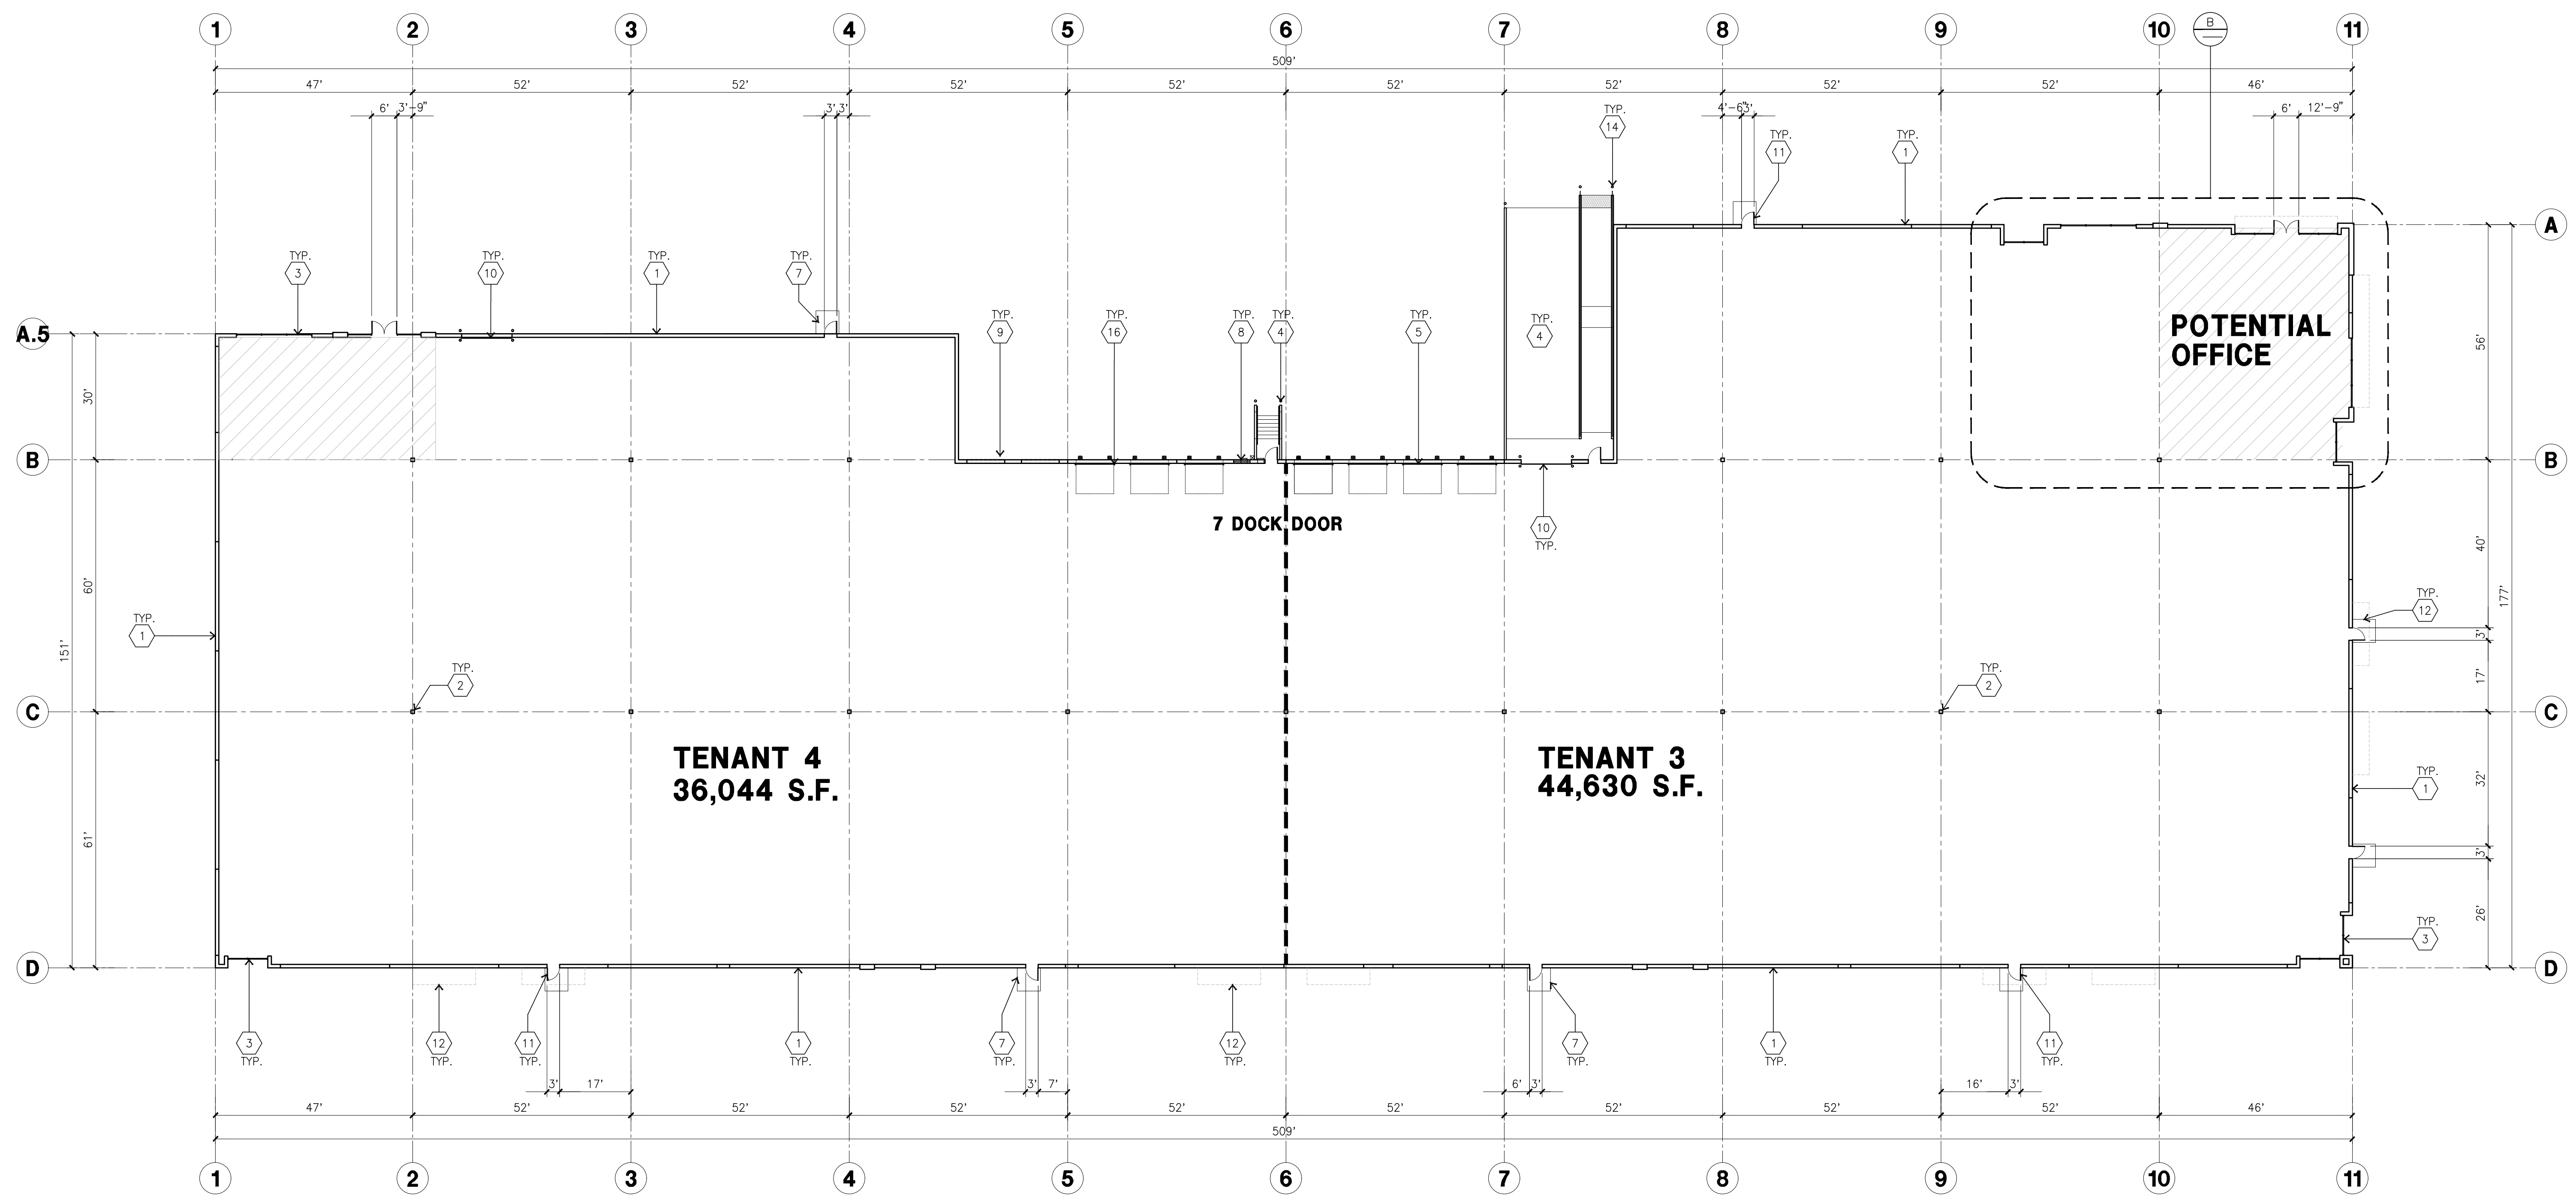 1 2 3 4 5 6 7 8 9 10 B 11
509'
47' 52' 52' 52' 52' 52' 52' 52' 52' 46'
6' 3'-9" 3' 3' 4'-6" 3' 6' 12'-9"
TYP.
14
TYP.
11
TYP.
1
A A
TYP.
3
TYP.
10
TYP.
1
TYP.
7
A.5
TYP.
9
TYP.
16
TYP.
8
TYP.
4
TYP.
5
TYP.
4
POTENTIAL
OFFICE
30'
56'
B B
7 DOCK DOOR
10
TYP.
60'
40'
151'
177'
TYP.
1
TYP.
12
3'
17'
TYP.
2
TYP.
2
C C
TENANT 4
36,044 S.F.
TENANT 3
44,630 S.F.
32'
TYP.
1
61'
3'
26'
TYP.
3
D D
3
TYP.
12
TYP.
11
TYP.
1
TYP.
7
TYP.
12
TYP.
7
TYP.
1
TYP.
11
TYP.
3' 17' 3' 7' 6' 3' 16' 3'
47' 52' 52' 52' 52' 52' 52' 52' 52' 46'
509'
1 2 3 4 5 6 7 8 9 10 11